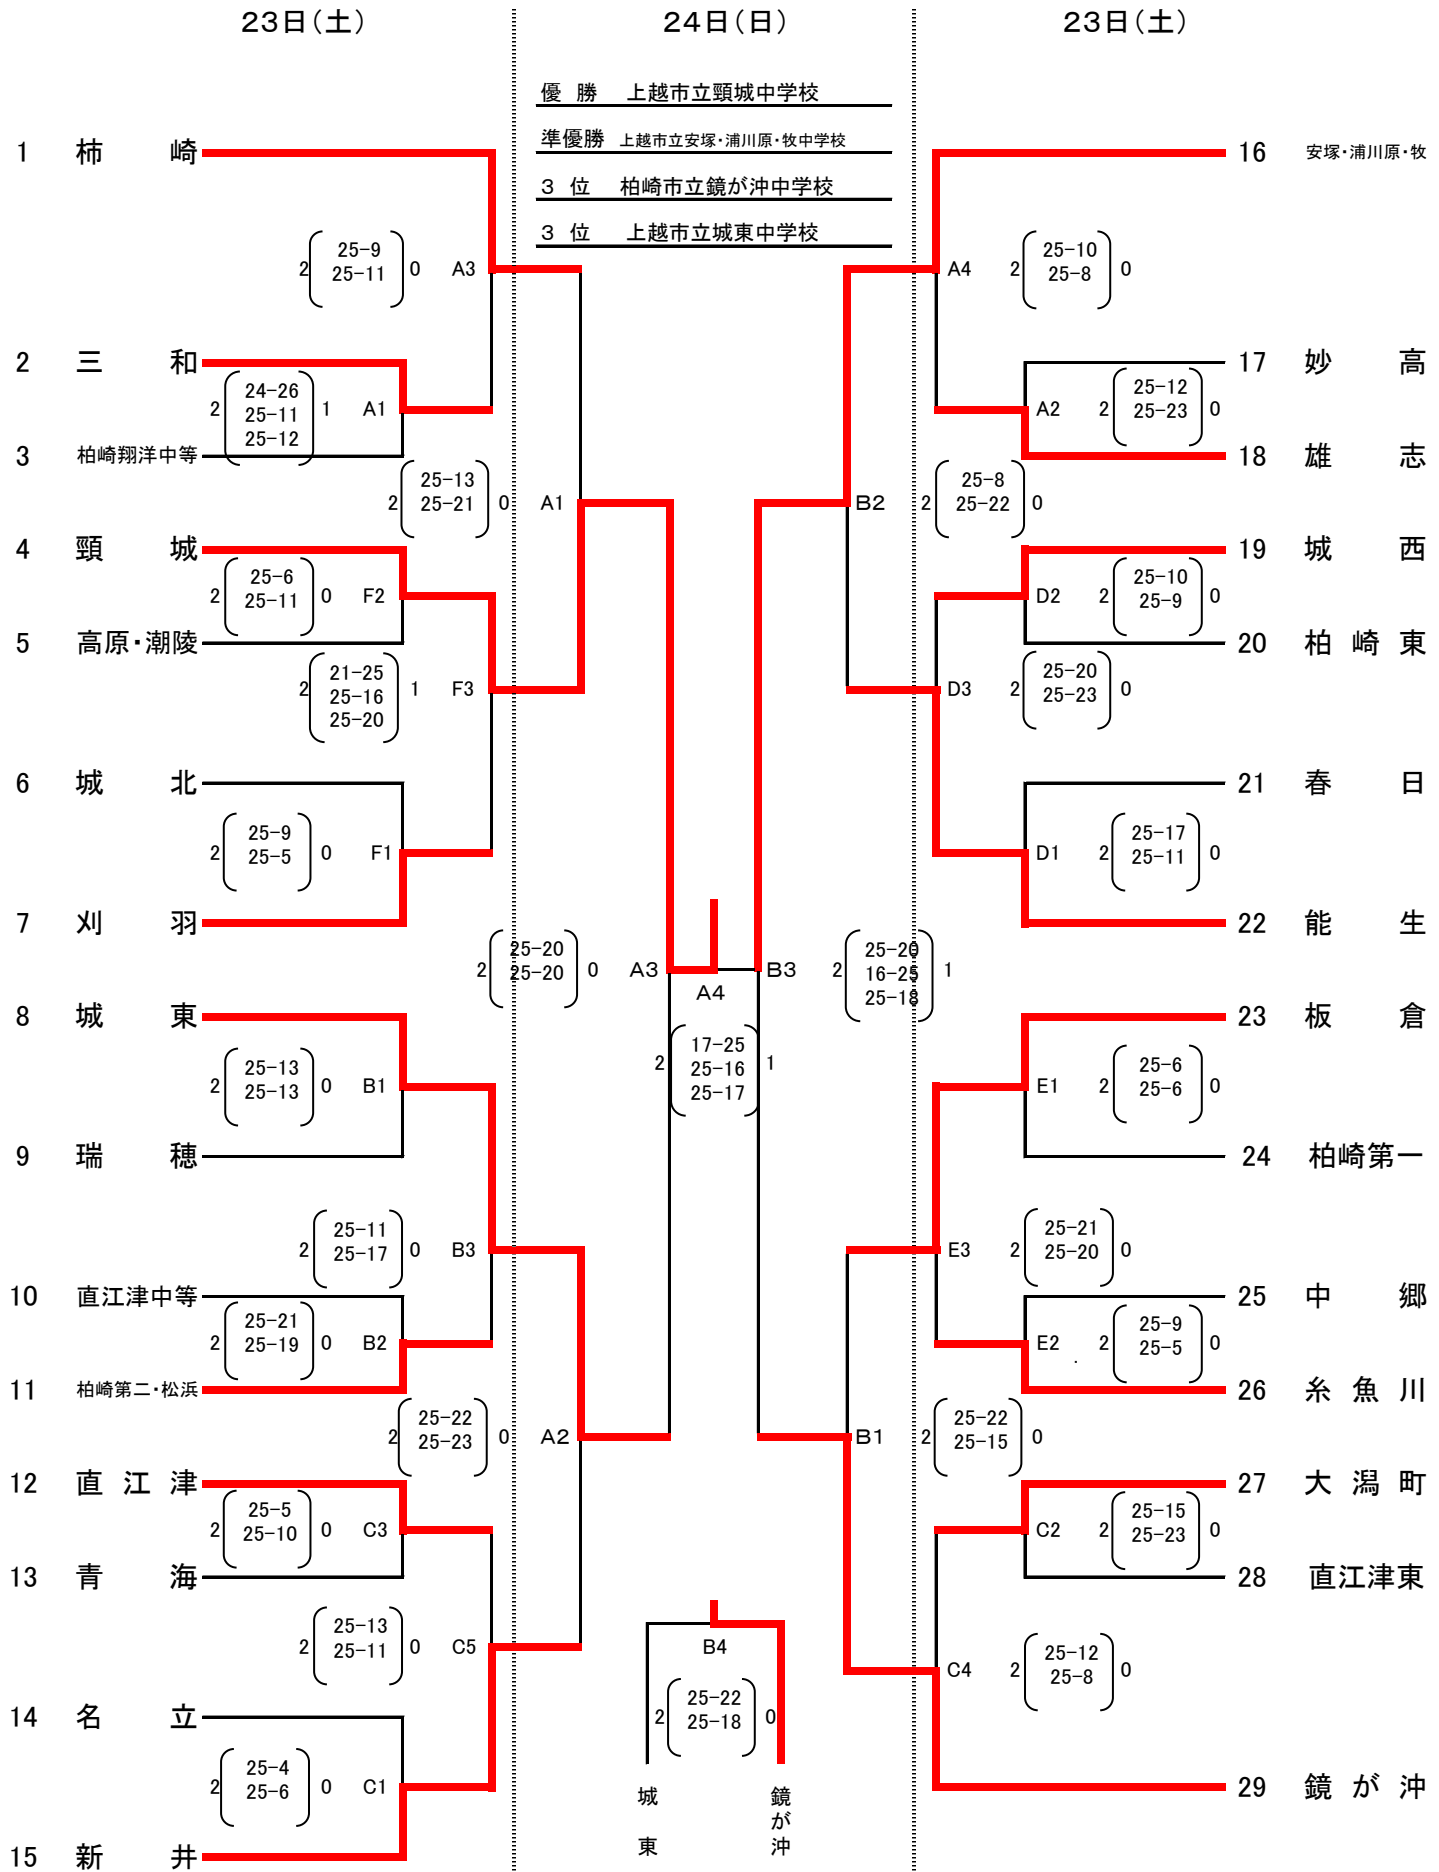 23日（土）
24日（日）
23日（土）
優 勝 上越市立頸城中学校
準優勝 上越市立安塚・浦川原・牧中学校
3 位 柏崎市立鏡が沖中学校
3 位 上越市立城東中学校
1 柿 崎
25-9
25-11
2 0 A3
2 三 和
24-26
25-11
25-12
2 1 A1
3 柏崎翔洋中等
25-13
25-21
2 0 A1
4 頸 城
25-6
25-11
2 0 F2
5 高原・潮陵
21-25
25-16
25-20
2 1 F3
6 城 北
25-9
25-5
2 0 F1
7 刈 羽
25-20
25-20
2 0 A3
8 城 東
25-13
25-13
2 0 B1
9 瑞 穂
25-11
25-17
2 0 B3
10 直江津中等
25-21
25-19
2 0 B2
11 柏崎第二・松浜
25-22
25-23
2 0 A2
12 直 江 津
25-5
25-10
2 0 C3
13 青 海
25-13
25-11
2 0 C5
14 名 立
25-4
25-6
2 0 C1
15 新 井
A4
17-25
25-16
25-17
2 1
B4
25-22
25-18
2 0
城 東
鏡が沖
16 安塚・浦川原・牧
A4 2 0
25-10
25-8
17 妙 高
A2 2 0
25-12
25-23
18 雄 志
B2 2 0
25-8
25-22
19 城 西
D2 2 0
25-10
25-9
20 柏 崎 東
D3 2 0
25-20
25-23
21 春 日
D1 2 0
25-17
25-11
22 能 生
B3 2 1
25-20
16-25
25-18
23 板 倉
E1 2 0
25-6
25-6
24 柏崎第一
E3 2 0
25-21
25-20
25 中 郷
E2 2 0
25-9
25-5
26 糸 魚 川
B1 2 0
25-22
25-15
27 大 潟 町
C2 2 0
25-15
25-23
28 直江津東
C4 2 0
25-12
25-8
29 鏡 が 沖